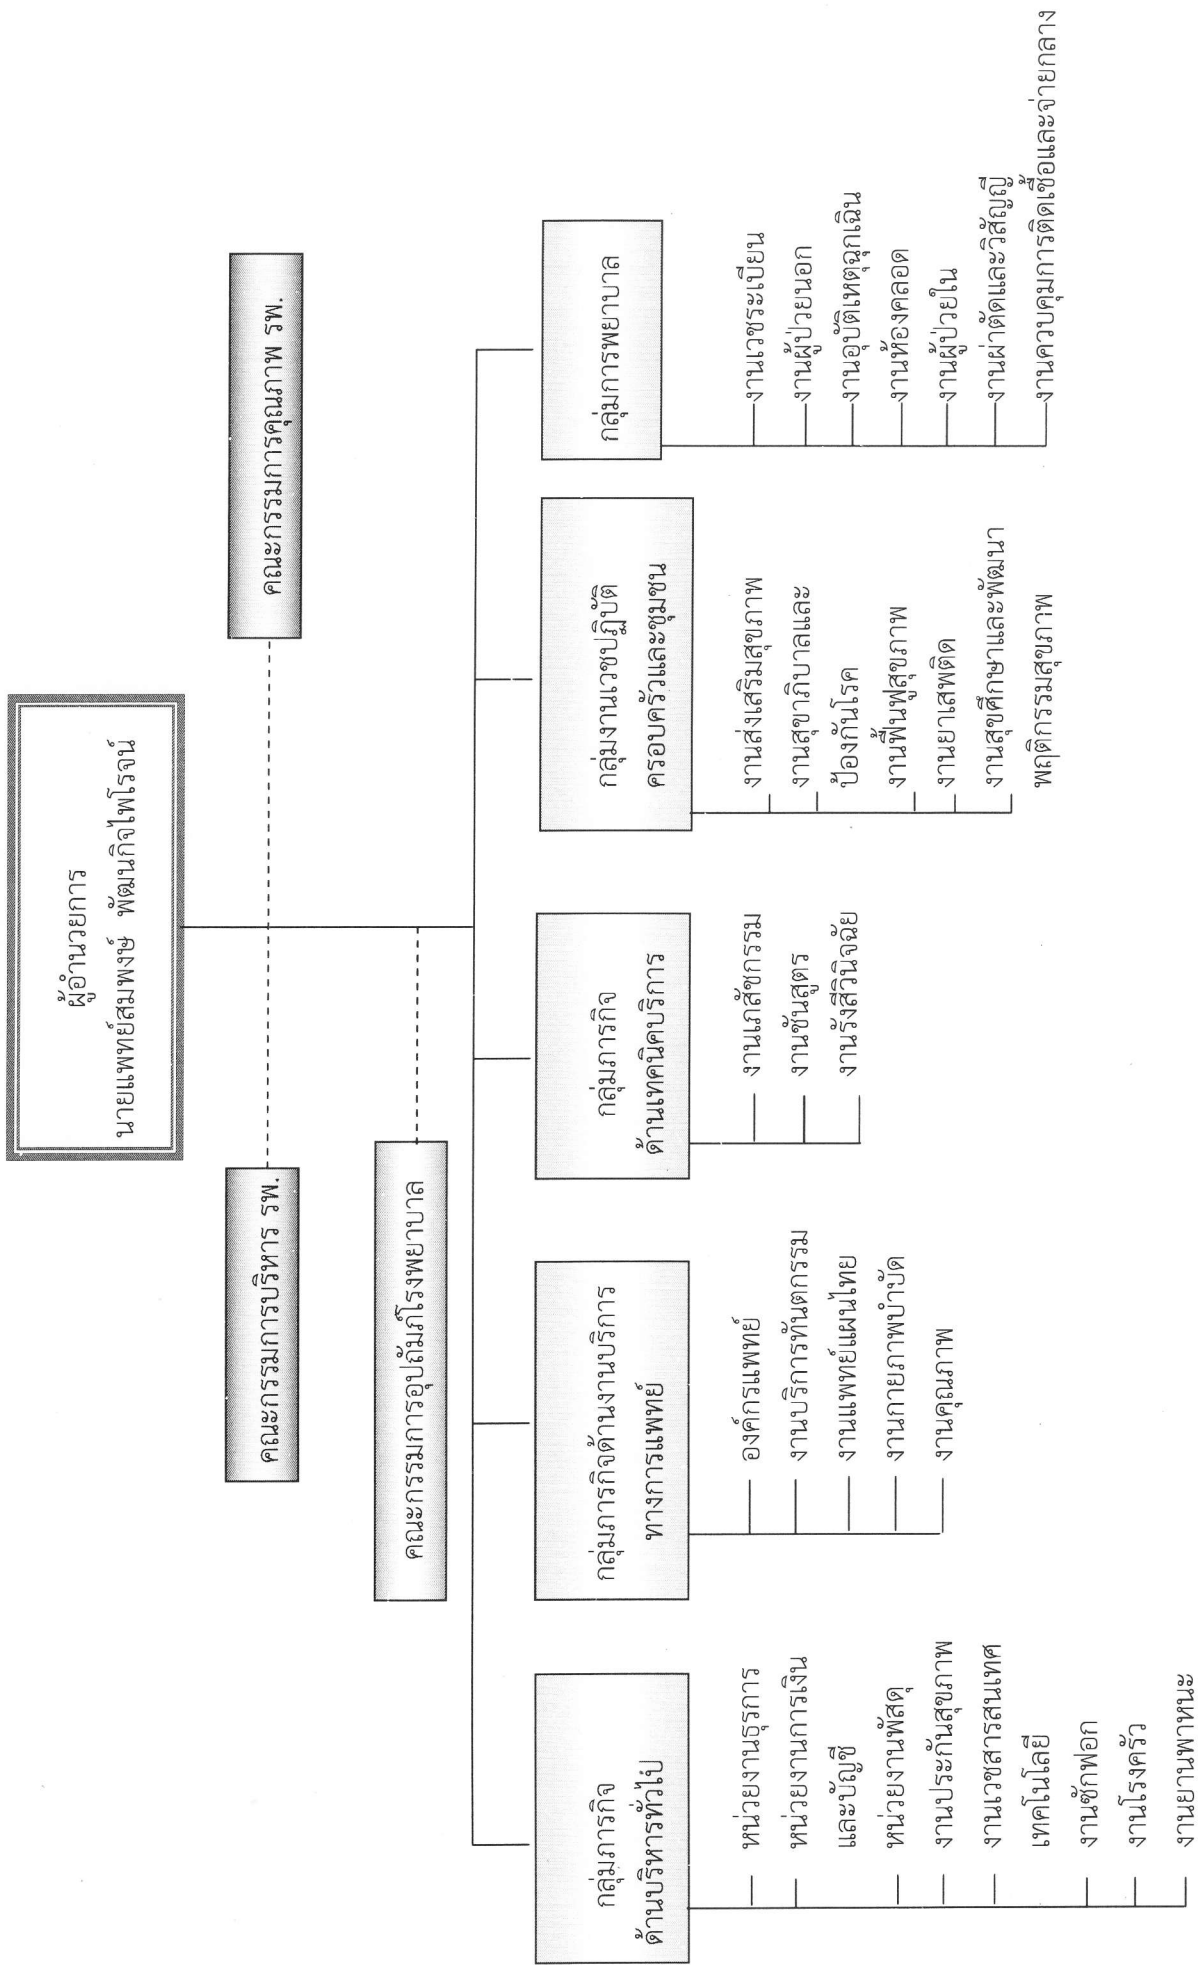 ผู้อำนวยการ
นายแพทย์สมพงษ์ พัฒนกิจไพโรจน์
คณะกรรมการบริหาร รพ.
คณะกรรมการคุณภาพ รพ.
คณะกรรมการอุปถัมภ์โรงพยาบาล
กลุ่มภารกิจ
ด้านบริหารทั่วไป
หน่วยงานธุรการ
หน่วยงานการเงิน
และบัญชี
หน่วยงานพัสดุ
งานประกันสุขภาพ
งานเวชสารสนเทศ
เทคโนโลยี
งานซักฟอก
งานโรงครัว
งานยานพาหนะ
กลุ่มภารกิจด้านงานบริการ
ทางการแพทย์
องค์กรแพทย์
งานบริการทันตกรรม
งานแพทย์แผนไทย
งานกายภาพบำบัด
งานคุณภาพ
กลุ่มภารกิจ
ด้านเทคนิคบริการ
งานเภสัชกรรม
งานชันสูตร
งานรังสีวินิจฉัย
กลุ่มงานเวชปฏิบัติ
ครอบครัวและชุมชน
งานส่งเสริมสุขภาพ
งานสุขาภิบาลและ
ป้องกันโรค
งานฟื้นฟูสุขภาพ
งานยาเสพติด
งานสุขศึกษาและพัฒนา
พฤติกรรมสุขภาพ
กลุ่มการพยาบาล
งานเวชระเบียน
งานผู้ป่วยนอก
งานอุบัติเหตุฉุกเฉิน
งานห้องคลอด
งานผู้ป่วยใน
งานผ่าตัดและวิสัญญี
งานควบคุมการติดเชื้อและจ่ายกลาง